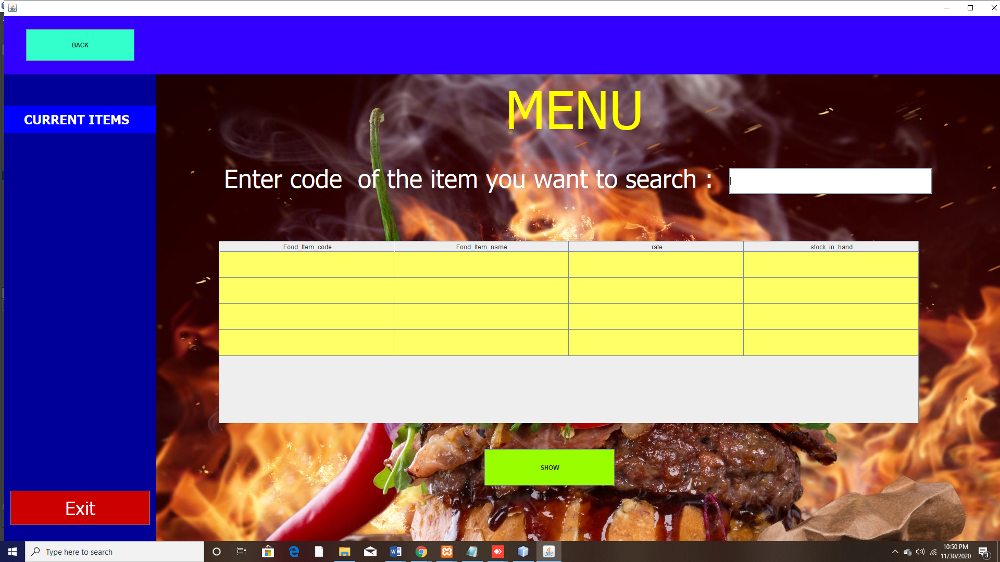 BACK
CURRENT ITEMS
MENU
Enter code  of the item you want to search :
Food_Item_code Food_Item_name rate stock_in_hand
SHOW
Exit
Type here to search
10:50 PM
11/30/2020
3